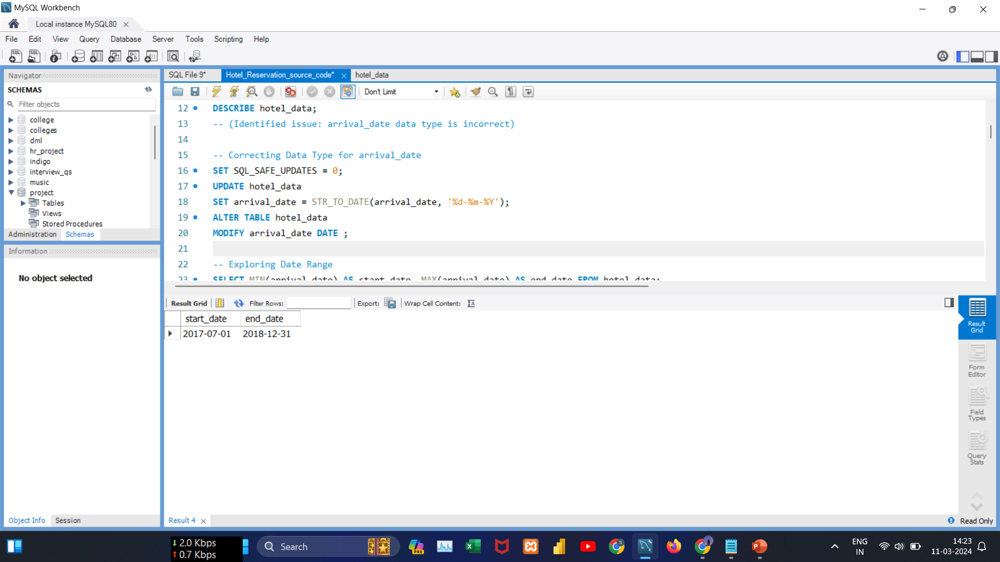 MySQL Workbench
Local instance MySQL80
File Edit View Query Database Server Tools Scripting Help
Navigator
SCHEMAS
Filter objects
college
colleges
dml
hr_project
indigo
interview_qs
music
project
Tables
Views
Stored Procedures
Administration Schemas
Information
No object selected
Object Info Session
SQL File 9* Hotel_Reservation_source_code* hotel_data
Don't Limit
12 DESCRIBE hotel_data;
13 -- (Identified issue: arrival_date data type is incorrect)
14
15 -- Correcting Data Type for arrival_date
16 SET SQL_SAFE_UPDATES = 0;
17 UPDATE hotel_data
18 SET arrival_date = STR_TO_DATE(arrival_date, '%d-%m-%Y');
19 ALTER TABLE hotel_data
20 MODIFY arrival_date DATE ;
21
22 -- Exploring Date Range
23 SELECT MIN(arrival_date) AS start_date, MAX(arrival_date) AS end_date FROM hotel_data;
Result Grid Filter Rows: Export: Wrap Cell Content:
start_date end_date
2017-07-01 2018-12-31
Result
Grid
Form
Editor
Field
Types
Query
Stats
Result 4
Read Only
2.0 Kbps
0.7 Kbps
Search
PRE
ENG
IN
14:23
11-03-2024